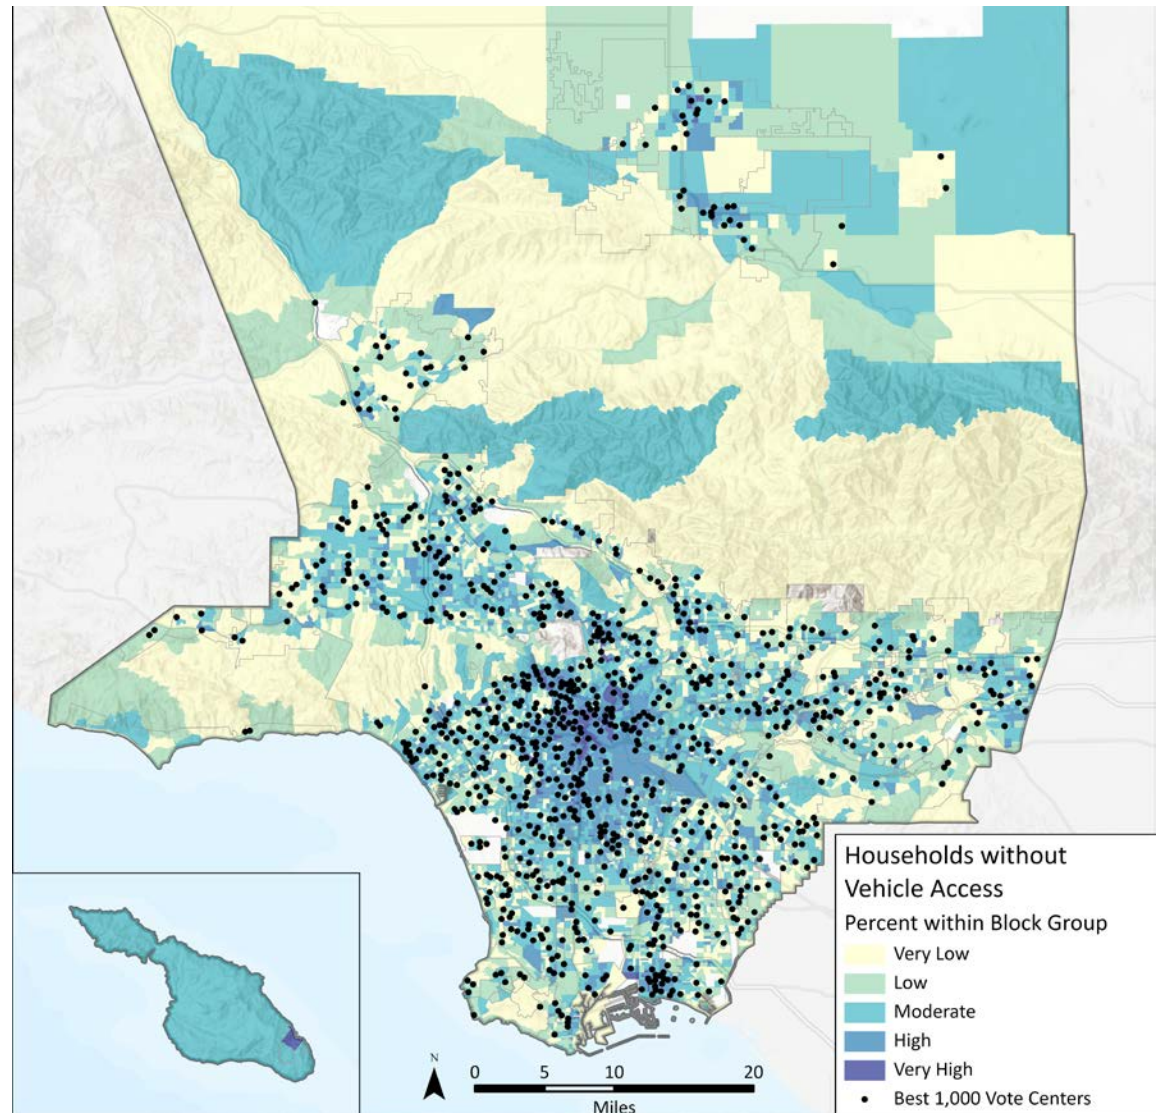 Households without
Vehicle Access
Percent within Block Group
Very Low
Low
Moderate
High
Very High
Best 1,000 Vote Centers
N
0 5 10 20
Miles